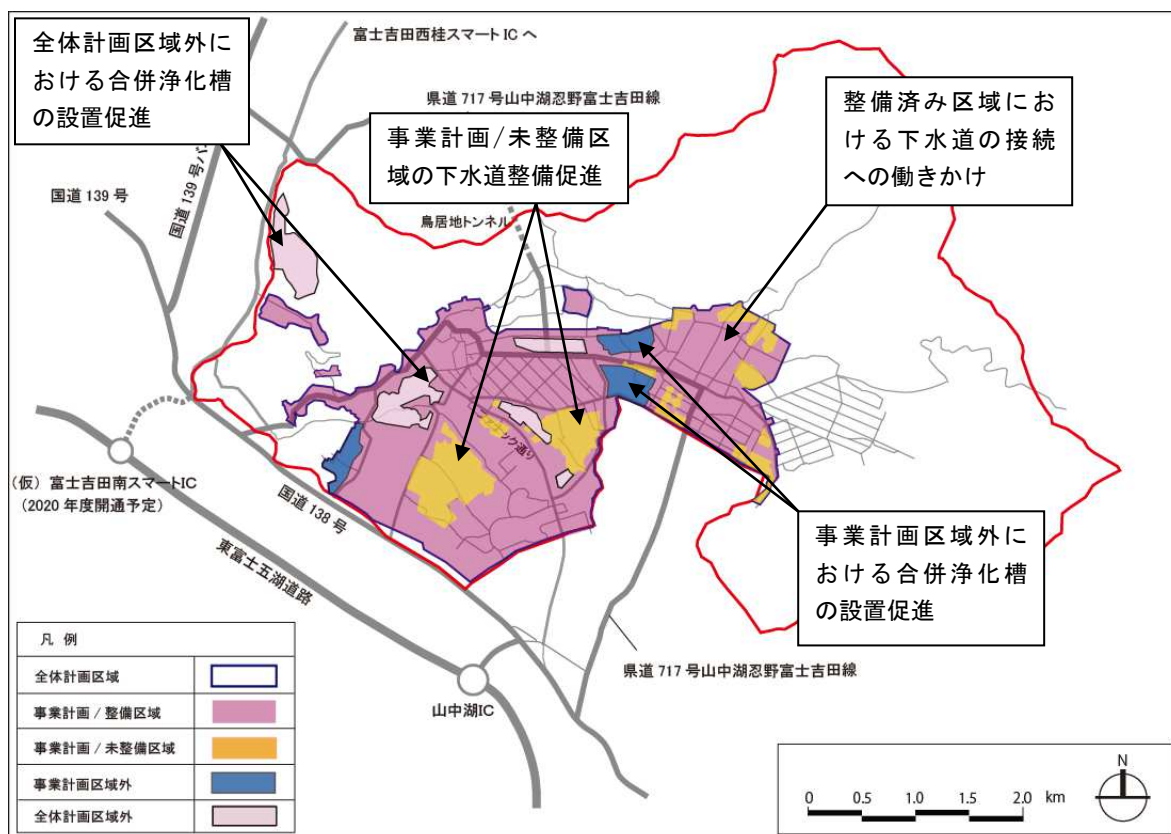 全体計画区域外に
おける合併浄化槽
の設置促進
富士吉田西桂スマートICへ
県道717号山中湖忍野富士吉田線
事業計画/未整備区
域の下水道整備促進
整備済み区域にお
ける下水道の接続
への働きかけ
国道139号
国道139号バ
鳥居地トンネル
(仮)富士吉田南スマートIC
(2020年度開通予定)
国道138号
東富士五湖道路
山中湖IC
事業計画区域外に
おける合併浄化槽
の設置促進
県道717号山中湖忍野富士吉田線
凡 例
全体計画区域
事業計画/整備区域
事業計画/未整備区域
事業計画区域外
全体計画区域外
N
0 0.5 1.0 1.5 2.0 km